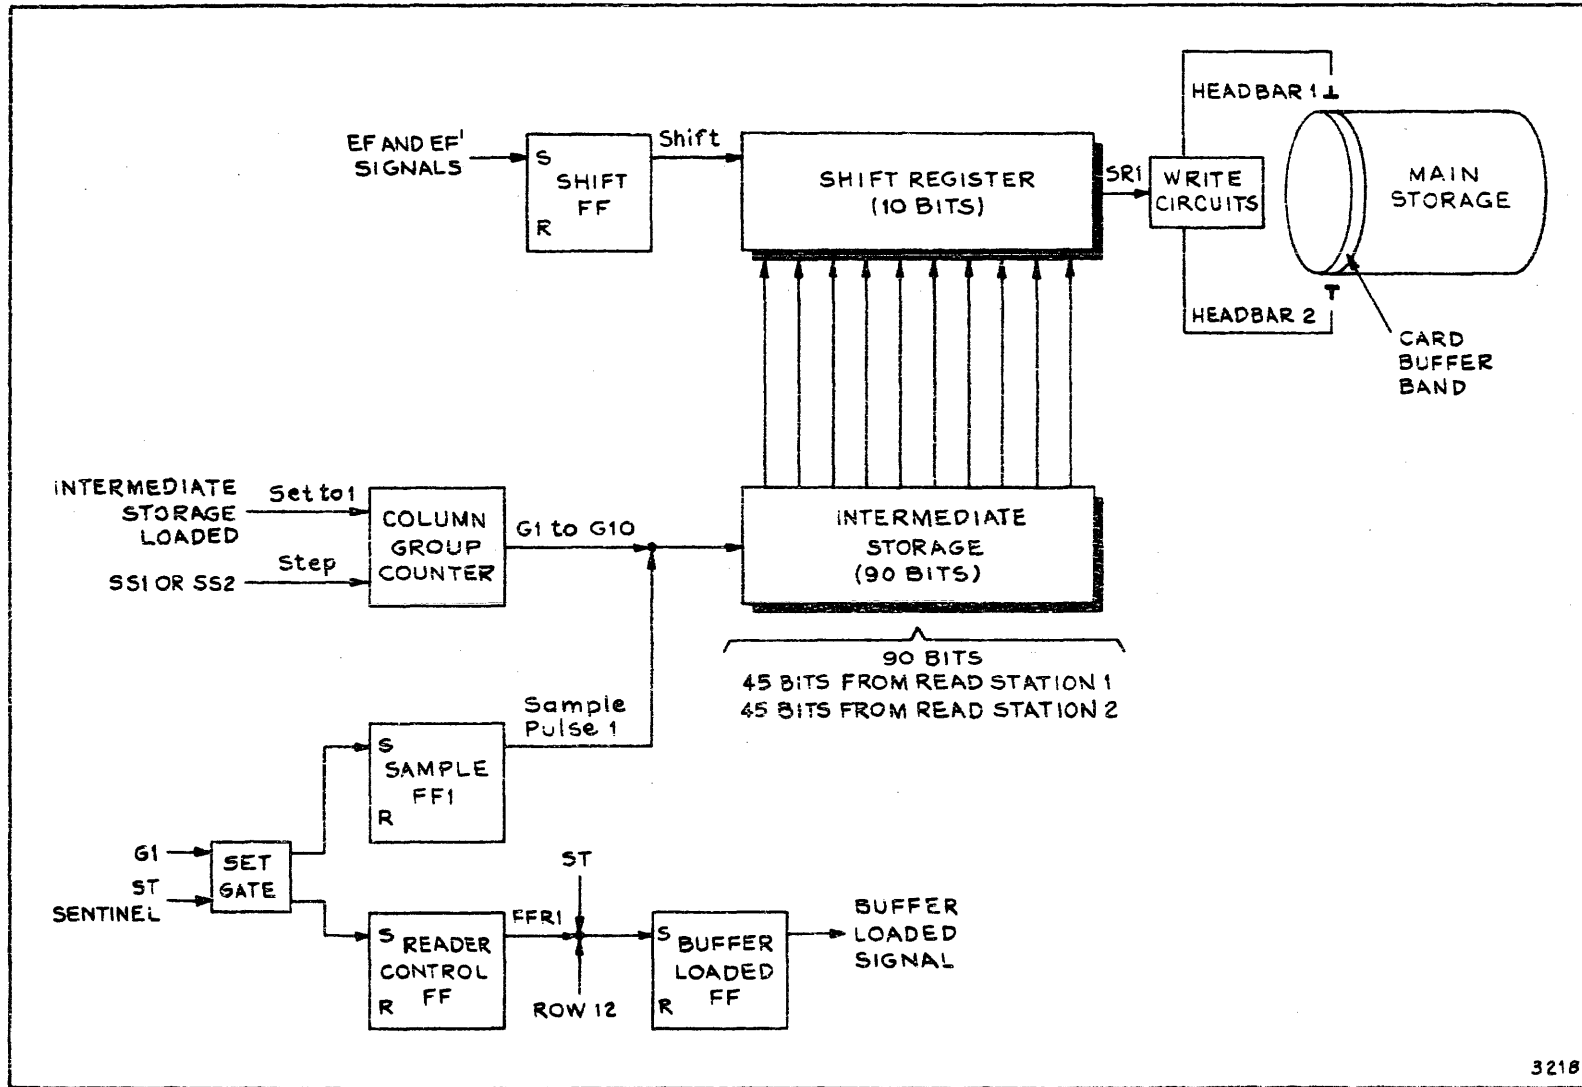 HEADBAR 1
EF AND EF'
SIGNALS
S
SHIFT
FF
R
Shift
SHIFT REGISTER
(10 BITS)
SR1
WRITE
CIRCUITS
MAIN
STORAGE
HEADBAR 2
CARD
BUFFER
BAND
INTERMEDIATE
STORAGE
LOADED
Set to 1
SS1 OR SS2
Step
COLUMN
GROUP
COUNTER
G1 to G10
INTERMEDIATE
STORAGE
(90 BITS)
90 BITS
45 BITS FROM READ STATION 1
45 BITS FROM READ STATION 2
Sample
Pulse 1
S
SAMPLE
FF1
R
G1
ST
SENTINEL
SET
GATE
S READER
CONTROL
FF
R
FFR1
ST
ROW 12
S BUFFER
LOADED
FF
R
BUFFER
LOADED
SIGNAL
3218